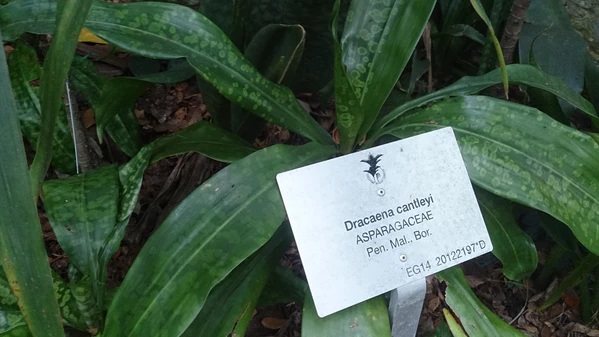 Dracaena cantleyi
ASPARAGACEAE
Pen. Mal., Bor.
EG14 20122197*D